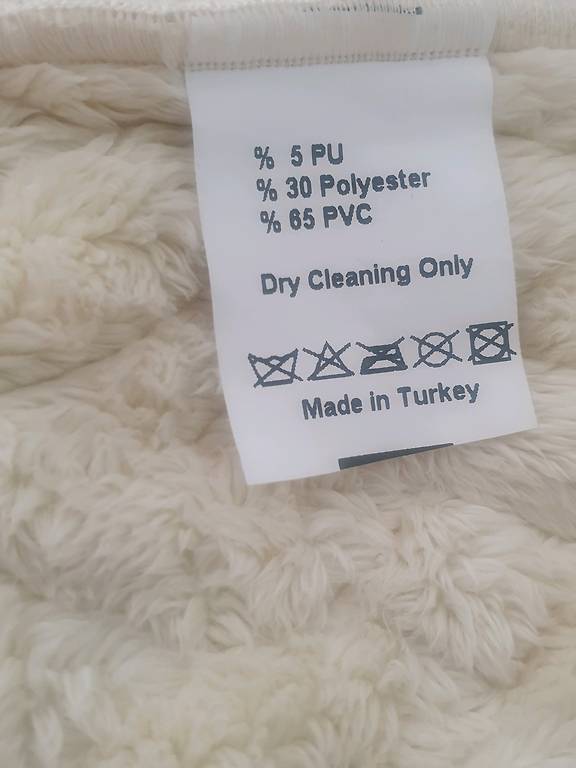 % 5 PU
% 30 Polyester
% 65 PVC
Dry Cleaning Only
Made in Turkey